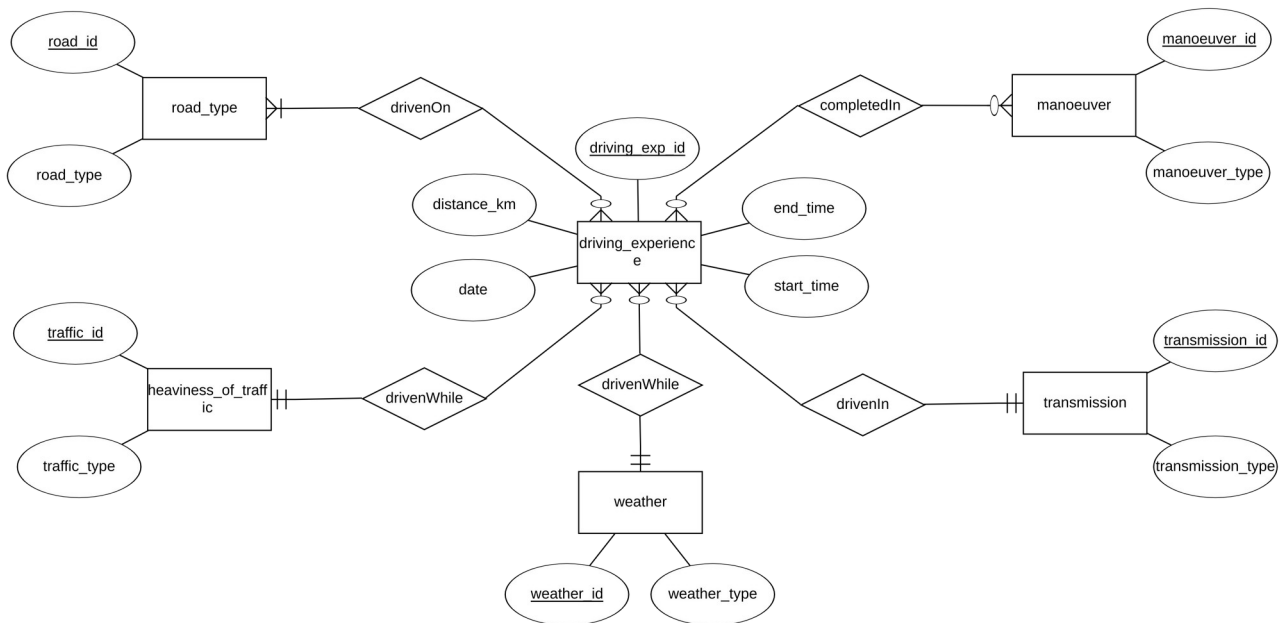 road_id
manoeuver_id
road_type
drivenOn
completedIn
manoeuver
driving_exp_id
road_type
manoeuver_type
distance_km
end_time
driving_experienc
e
date
start_time
traffic_id
transmission_id
heaviness_of_traff
ic
drivenWhile
drivenWhile
drivenIn
transmission
traffic_type
transmission_type
weather
weather_id
weather_type